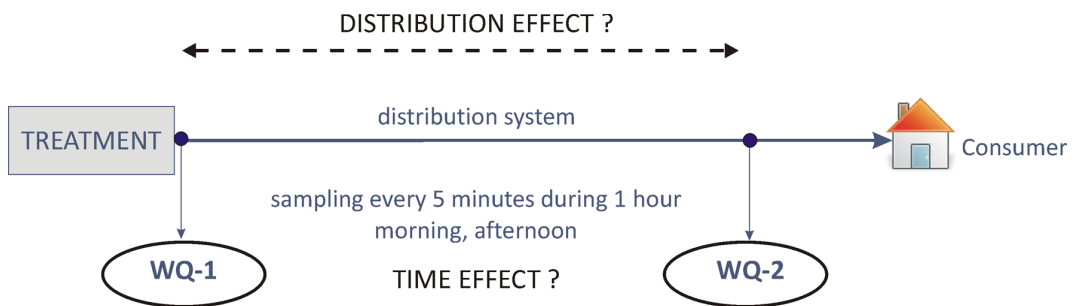 DISTRIBUTION EFFECT ?
TREATMENT
distribution system
Consumer
sampling every 5 minutes during 1 hour
morning, afternoon
WQ-1
TIME EFFECT ?
WQ-2